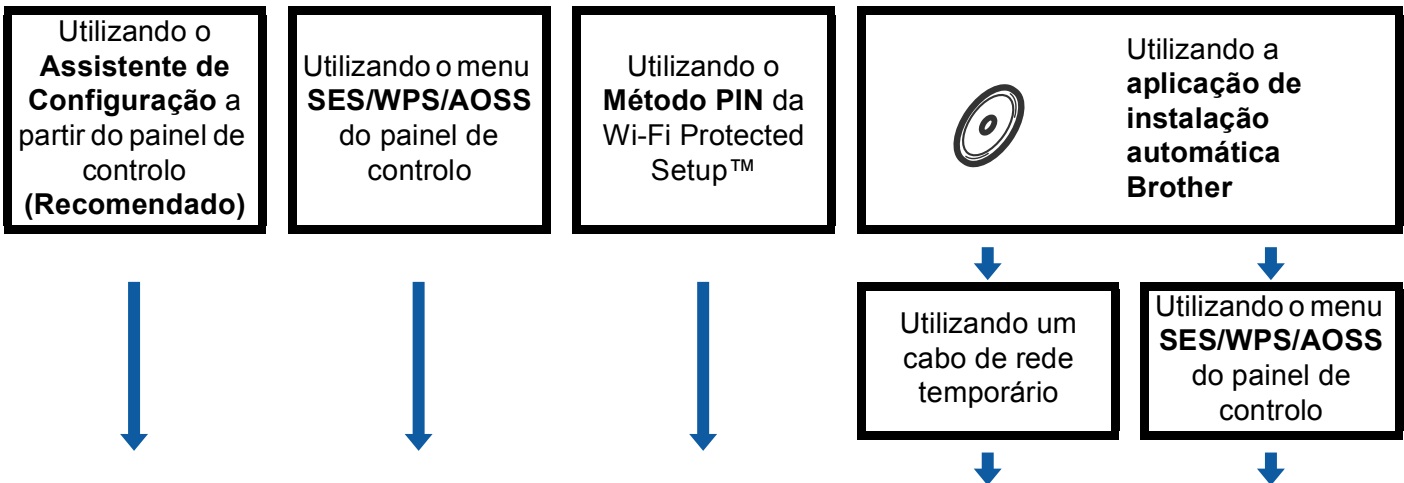 Utilizando o
Assistente de
Configuração a
partir do painel de
controlo
(Recomendado)
Utilizando o menu
SES/WPS/AOSS
do painel de
controlo
Utilizando o
Método PIN da
Wi-Fi Protected
Setup™
Utilizando a
aplicação de
instalação
automática
Brother
Utilizando um
cabo de rede
temporário
Utilizando o menu
SES/WPS/AOSS
do painel de
controlo